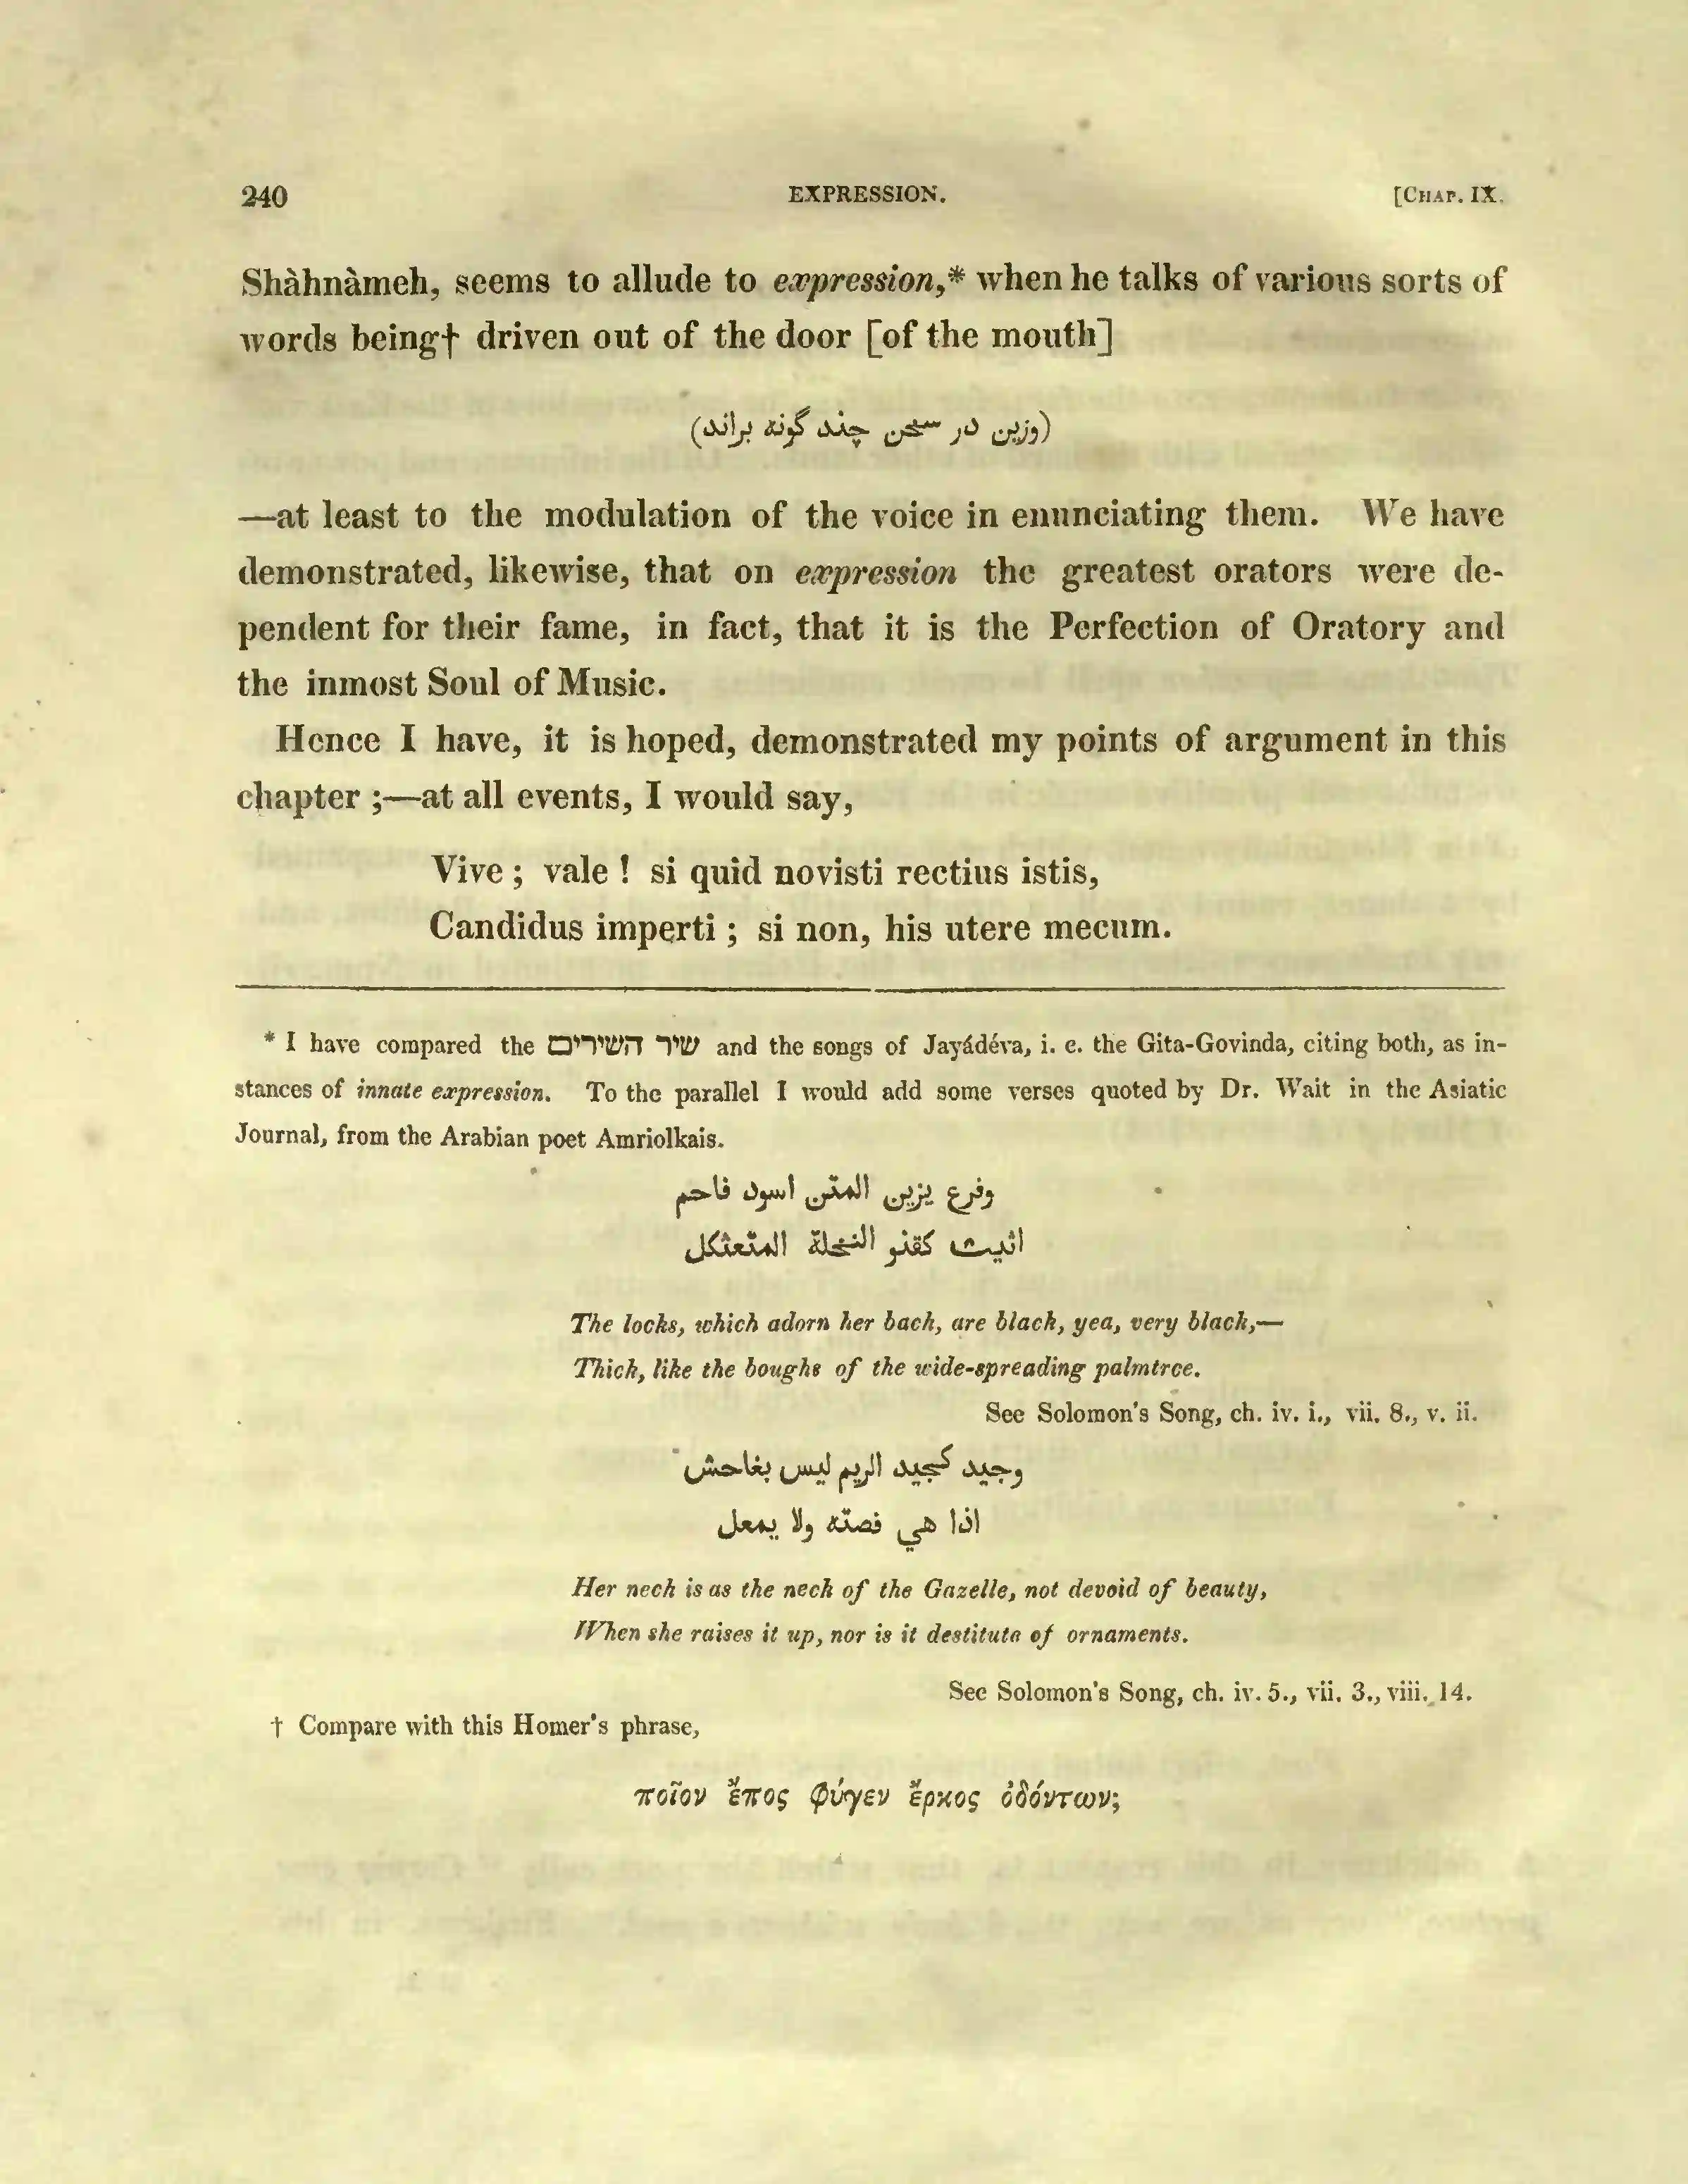 240 EXPRESSION. [CHAP. IX.
Shàhnàmeh, seems to allude to expression,* when he talks of various sorts of
words being† driven out of the door [of the mouth]
(وزین در سخن چند گونه براند)
—at least to the modulation of the voice in enunciating them. We have
demonstrated, likewise, that on expression the greatest orators were de-
pendent for their fame, in fact, that it is the Perfection of Oratory and
the inmost Soul of Music.
Hence I have, it is hoped, demonstrated my points of argument in this
chapter ;—at all events, I would say,
Vive ; vale ! si quid novisti rectius istis,
Candidus imperti ; si non, his utere mecum.
* I have compared the שיר השירים and the songs of Jayádéva, i. e. the Gita-Govinda, citing both, as in-
stances of innate expression. To the parallel I would add some verses quoted by Dr. Wait in the Asiatic
Journal, from the Arabian poet Amriolkais.
وفرع يزين المتن اسود فاحم
اثيث كقنو النخلة المتعثكل
The locks, which adorn her back, are black, yea, very black,—
Thick, like the boughs of the wide-spreading palmtree.
See Solomon's Song, ch. iv. i., vii. 8., v. ii.
وجيد كجيد الريم ليس بغاحش
اذا هي فصته ولا يمعل
Her neck is as the neck of the Gazelle, not devoid of beauty,
When she raises it up, nor is it destitute of ornaments.
See Solomon's Song, ch. iv. 5., vii. 3., viii. 14.
† Compare with this Homer's phrase,
ποῖον ἔπος φύγεν ἕρκος ὀδόντων;